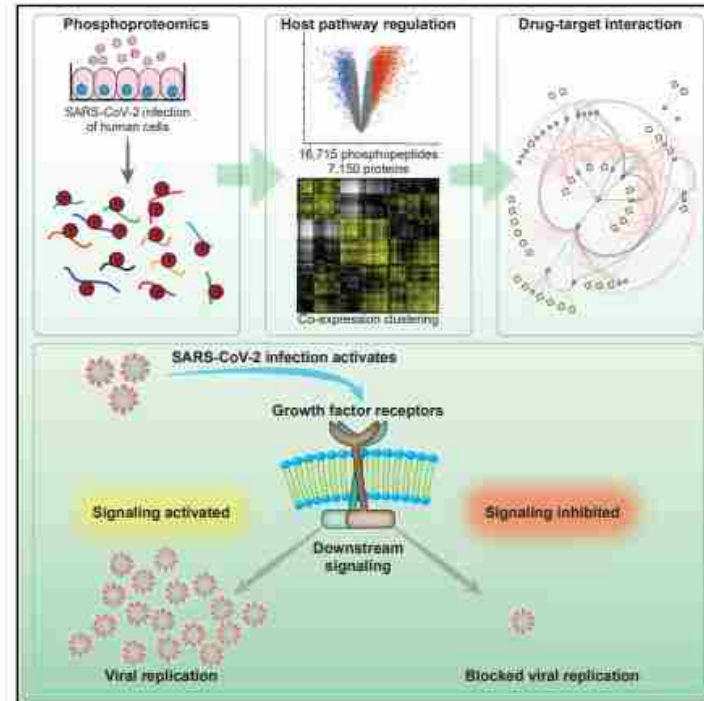 Phosphoproteomics
SARS-CoV-2 infection
of human cells
Host pathway regulation
16,715 phosphopeptides
7,150 proteins
Co-expression clustering
Drug-target interaction
SARS-CoV-2 infection activates
Growth factor receptors
Signaling activated
Signaling inhibited
Downstream
signaling
Viral replication
Blocked viral replication